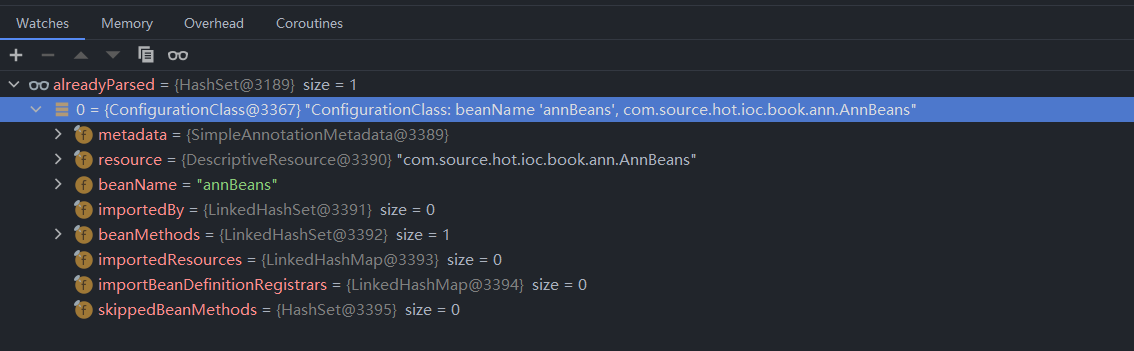 Watches Memory Overhead Coroutines
alreadyParsed = {HashSet@3189} size = 1
0 = {ConfigurationClass@3367} "ConfigurationClass: beanName 'annBeans', com.source.hot.ioc.book.ann.AnnBeans"
metadata = {SimpleAnnotationMetadata@3389}
resource = {DescriptiveResource@3390} "com.source.hot.ioc.book.ann.AnnBeans"
beanName = "annBeans"
importedBy = {LinkedHashSet@3391} size = 0
beanMethods = {LinkedHashSet@3392} size = 1
importedResources = {LinkedHashMap@3393} size = 0
importBeanDefinitionRegistrars = {LinkedHashMap@3394} size = 0
skippedBeanMethods = {HashSet@3395} size = 0